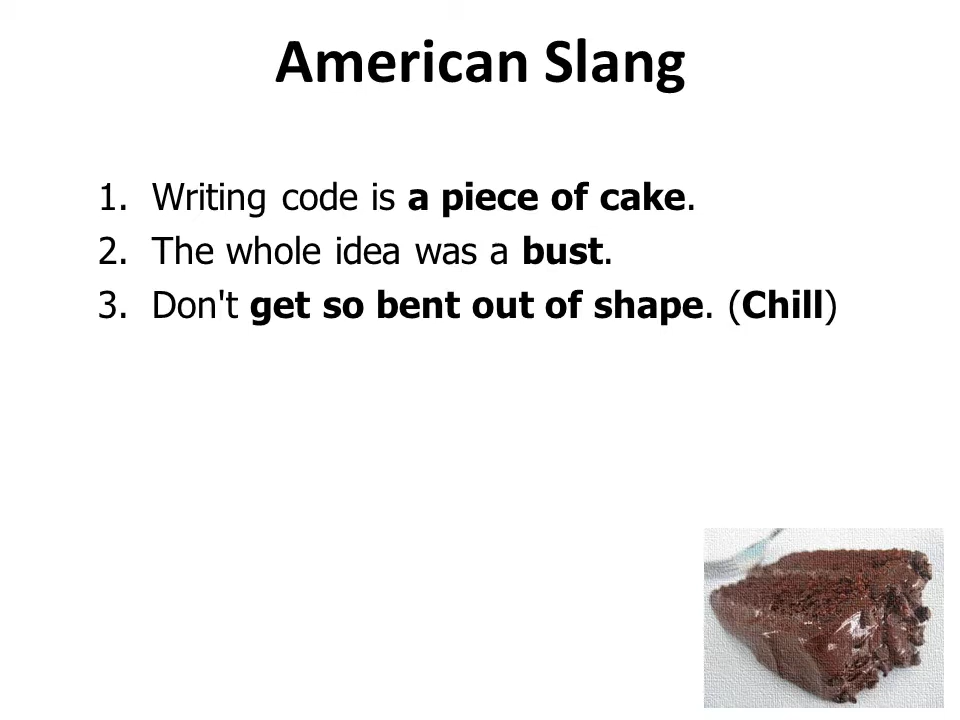 American Slang
1. Writing code is a piece of cake.
2. The whole idea was a bust.
3. Don't get so bent out of shape. (Chill)